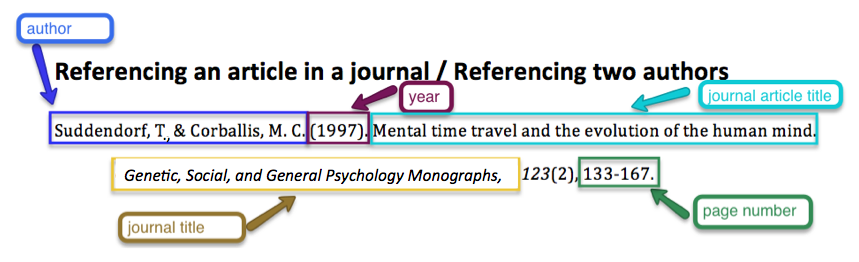 author
Referencing an article in a journal / Referencing two authors
year
journal article title
Suddendorf, T., & Corballis, M. C. (1997). Mental time travel and the evolution of the human mind.
Genetic, Social, and General Psychology Monographs, 123(2), 133-167.
journal title
page number